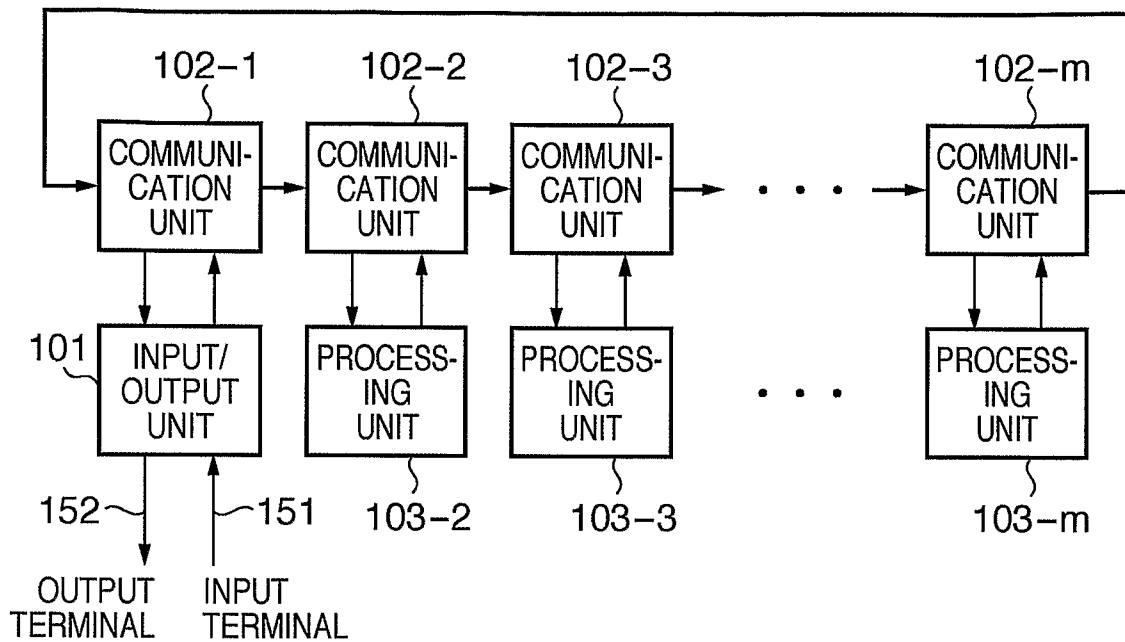 102-1
102-2
102-3
102-m
COMMUNI-
CATION
UNIT
COMMUNI-
CATION
UNIT
COMMUNI-
CATION
UNIT
. . .
COMMUNI-
CATION
UNIT
101
INPUT/
OUTPUT
UNIT
PROCESS-
ING
UNIT
PROCESS-
ING
UNIT
. . .
PROCESS-
ING
UNIT
152
151
103-2
103-3
103-m
OUTPUT
TERMINAL
INPUT
TERMINAL